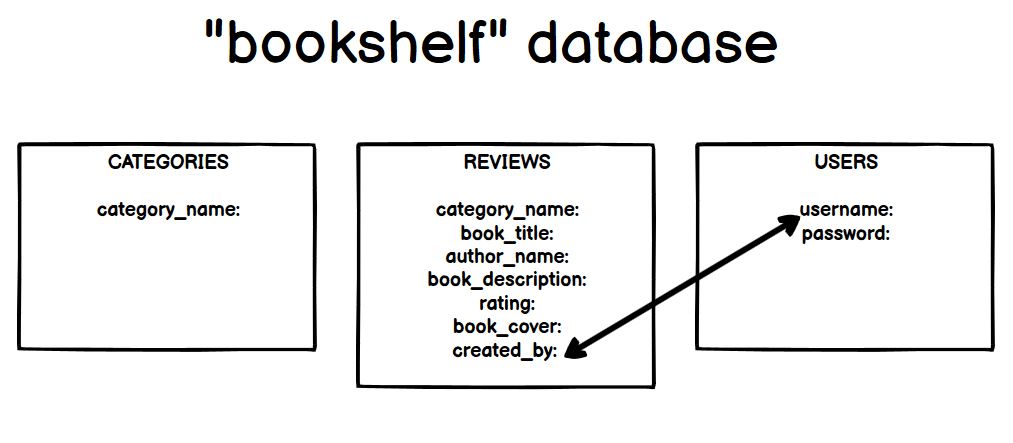 "bookshelf" database
CATEGORIES
category_name:
REVIEWS
category_name:
book_title:
author_name:
book_description:
rating:
book_cover:
created_by:
USERS
username:
password: